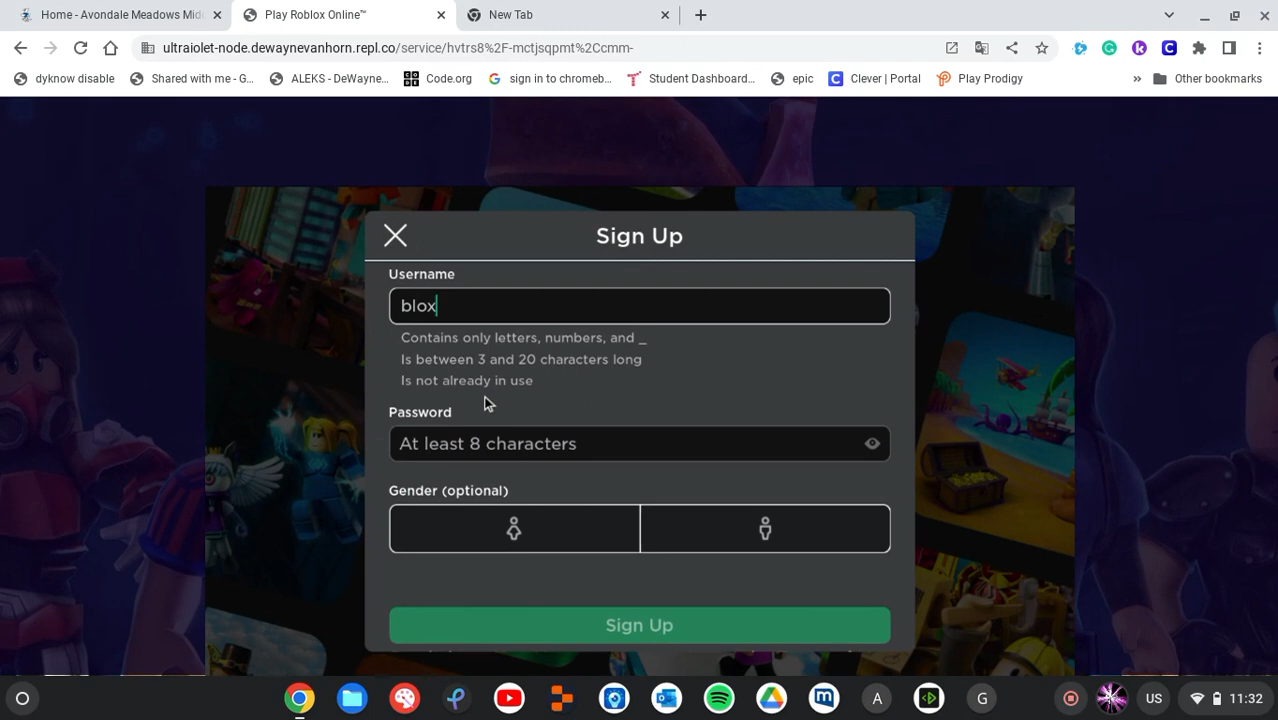 Home - Avondale Meadows Mid
Play Roblox Online™
New Tab
ultraiolet-node.dewaynevanhorn.repl.co/service/hvtrs8%2F-mctjsqpmt%2Ccmm-
dyknow disable
Shared with me - G...
ALEKS - DeWayne...
Code.org
sign in to chromeb...
Student Dashboard...
epic
Clever | Portal
Play Prodigy
»
Other bookmarks
Sign Up
Username
blox
Contains only letters, numbers, and _
Is between 3 and 20 characters long
Is not already in use
Password
At least 8 characters
Gender (optional)
Sign Up
A
G
US
11:32